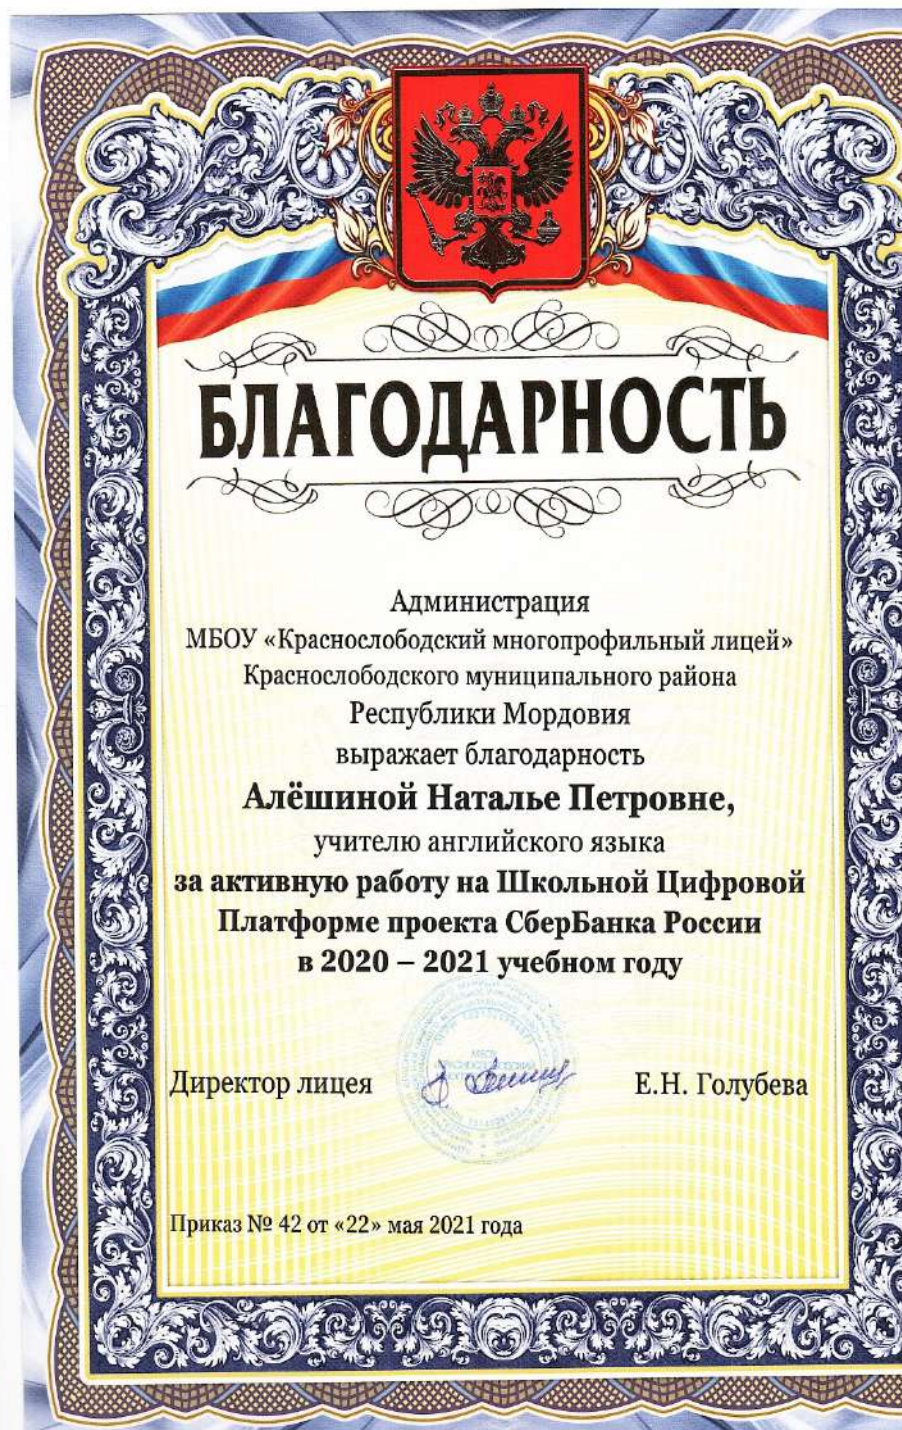 БЛАГОДАРНОСТЬ
Администрация
МБОУ «Краснослободский многопрофильный лицей»
Краснослободского муниципального района
Республики Мордовия
выражает благодарность
Алёшиной Наталье Петровне,
учителю английского языка
за активную работу на Школьной Цифровой
Платформе проекта СберБанка России
в 2020 – 2021 учебном году
Директор лицея Е.Н. Голубева
Приказ № 42 от «22» мая 2021 года